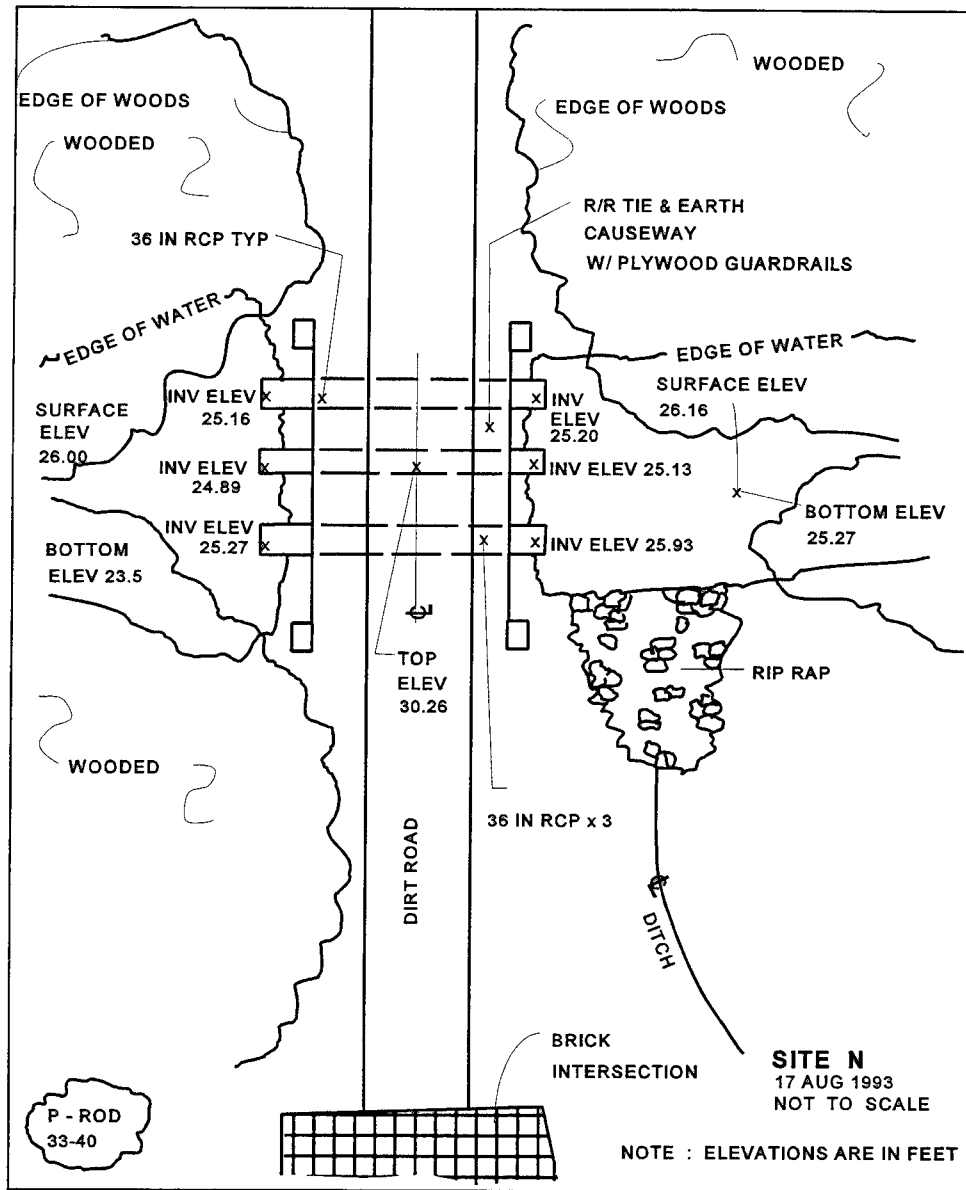 WOODED
EDGE OF WOODS
EDGE OF WOODS
WOODED
R/R TIE & EARTH
CAUSEWAY
W/ PLYWOOD GUARDRAILS
36 IN RCP TYP
EDGE OF WATER
EDGE OF WATER
SURFACE
ELEV
26.00
INV ELEV
25.16
INV
ELEV
25.20
SURFACE ELEV
26.16
INV ELEV
24.89
INV ELEV 25.13
INV ELEV
25.27
INV ELEV 25.93
BOTTOM ELEV
25.27
BOTTOM
ELEV 23.5
TOP
ELEV
30.26
RIP RAP
WOODED
36 IN RCP x 3
DIRT ROAD
DITCH
BRICK
INTERSECTION
SITE N
17 AUG 1993
NOT TO SCALE
P - ROD
33-40
NOTE : ELEVATIONS ARE IN FEET